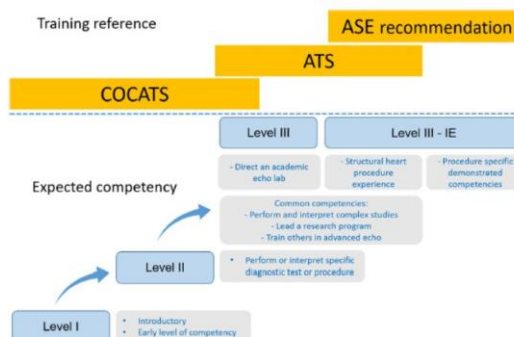 Training reference
ASE recommendation
ATS
COCATS
Level III
Level III - IE
- Direct an academic
echo lab
- Structural heart
procedure
experience
- Procedure specific
demonstrated
competencies
Expected competency
Common competencies:
- Perform and interpret complex studies
- Lead a research program
- Train others in advanced echo
Level II
• Perform or interpret specific
diagnostic test or procedure
Level I
• Introductory
• Early level of competency